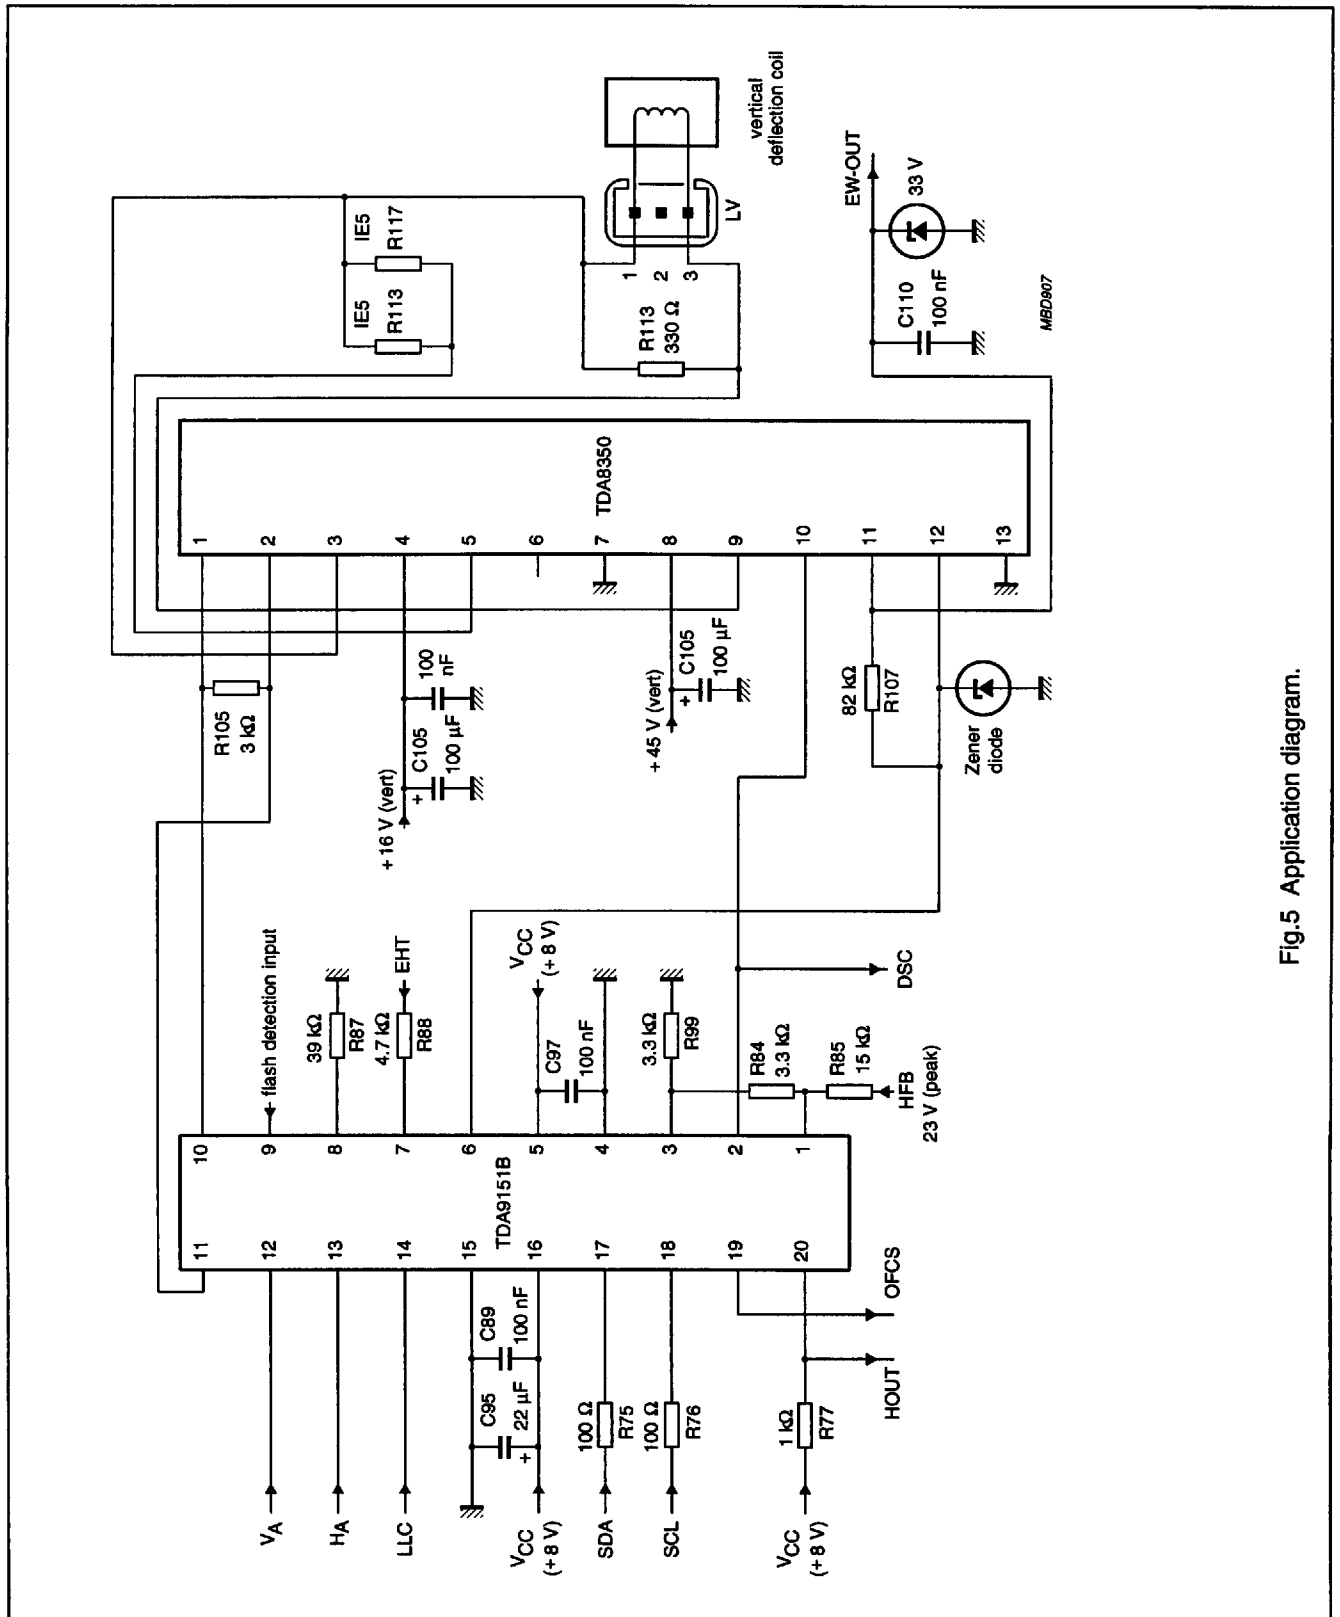 V_A
H_A
LLC
V_CC
(+ 8 V)
SDA
SCL
V_CC
(+ 8 V)
C95
22 µF
+
C89
100 nF
100 Ω
R75
100 Ω
R76
1 kΩ
R77
HOUT
OFCS
11
12
13
14
15
16
17
18
19
20
TDA9151B
10
9
8
7
6
5
4
3
2
1
flash detection input
39 kΩ
R87
4.7 kΩ
R88
EHT
V_CC
(+ 8 V)
C97
100 nF
3.3 kΩ
R99
R84
3.3 kΩ
R85
15 kΩ
HFB
23 V (peak)
DSC
R105
3 kΩ
+ 16 V (vert)
+
C105
100 µF
100
nF
+ 45 V (vert)
+
C105
100 µF
82 kΩ
R107
Zener
diode
1
2
3
4
5
6
7
8
9
10
11
12
13
TDA8350
IE5
R113
IE5
R117
R113
330 Ω
1
2
3
LV
vertical
deflection coil
EW-OUT
C110
100 nF
33 V
MBD907
Fig.5 Application diagram.